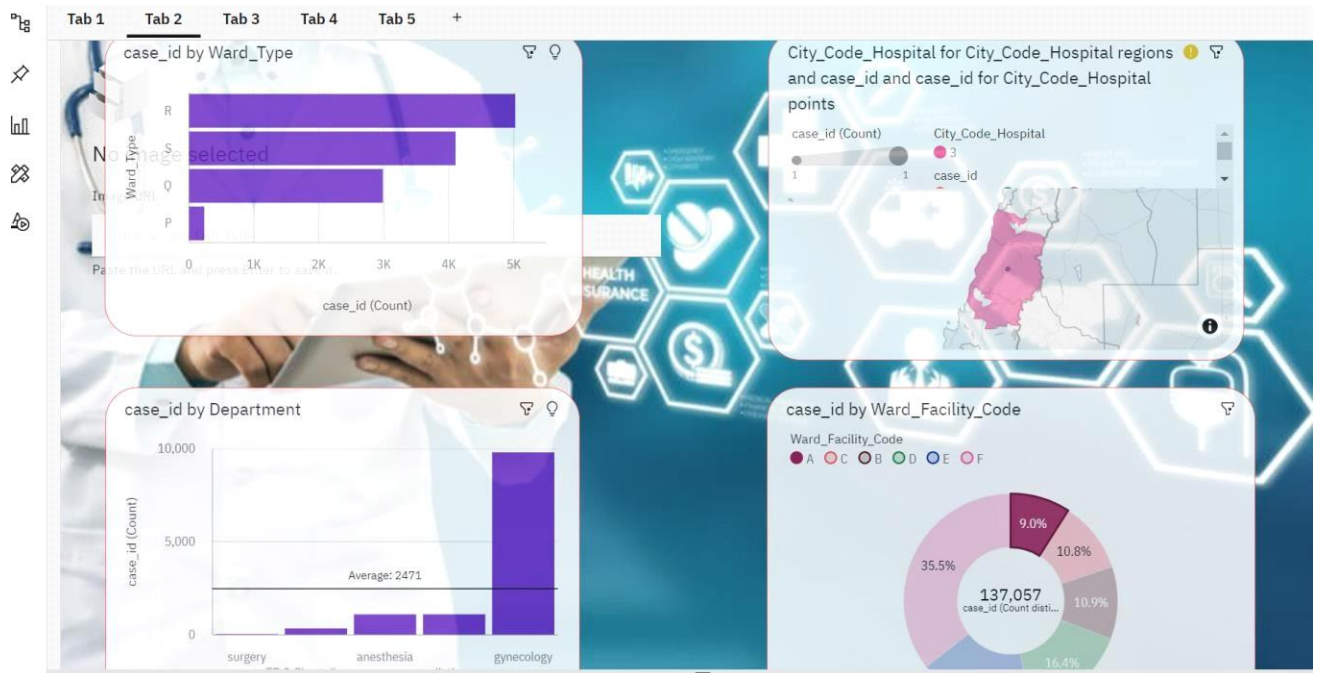 Tab 1 Tab 2 Tab 3 Tab 4 Tab 5 +
case_id by Ward_Type
Ward_Type
R
S
Q
P
0 1K 2K 3K 4K 5K
case_id (Count)
No image selected
Image URL
Paste the URL and press Enter to
City_Code_Hospital for City_Code_Hospital regions
and case_id and case_id for City_Code_Hospital
points
case_id (Count)
1 1
City_Code_Hospital
3
case_id
HEALTH
INSURANCE
case_id by Department
case_id (Count)
10,000
5,000
0
Average: 2471
surgery anesthesia gynecology
case_id by Ward_Facility_Code
Ward_Facility_Code
A C B D E F
9.0%
10.8%
10.9%
16.4%
35.5%
137,057
case_id (Count disti...